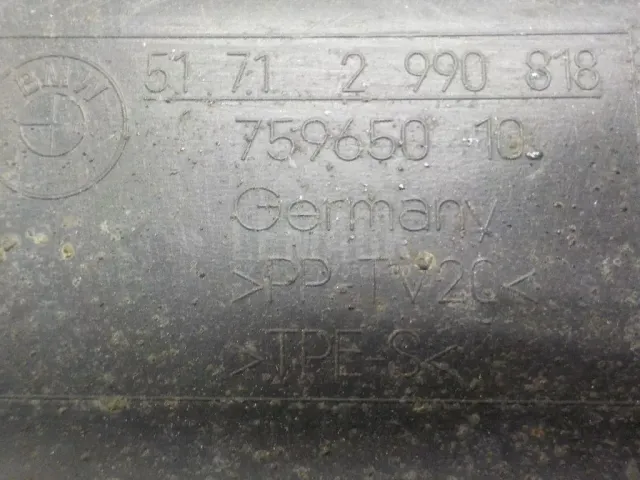 BMW
51 71 2 990 818
759650 10
Germany
>PP-TV20<
>TPE-S<